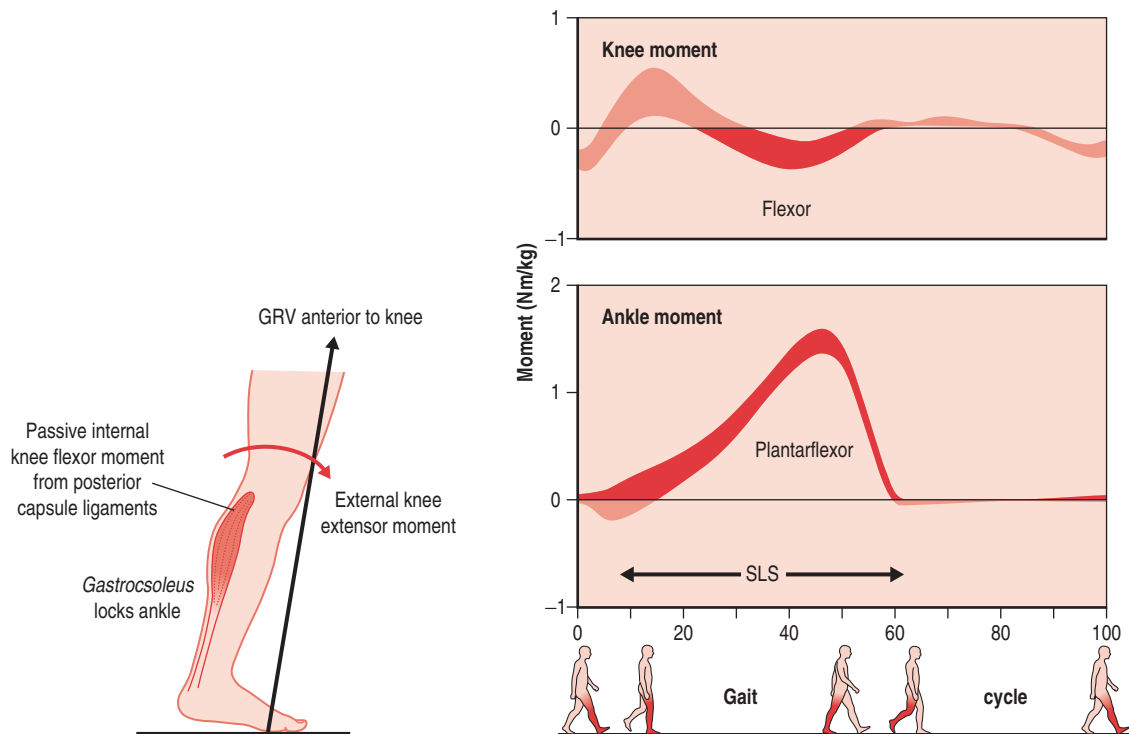 GRV anterior to knee
Passive internal
knee flexor moment
from posterior
capsule ligaments
External knee
extensor moment
Gastrocsoleus
locks ankle
Moment (Nm/kg)
1
Knee moment
0
Flexor
–1
2
Ankle moment
1
Plantarflexor
0
SLS
–1
0 20 40 60 80 100
Gait cycle